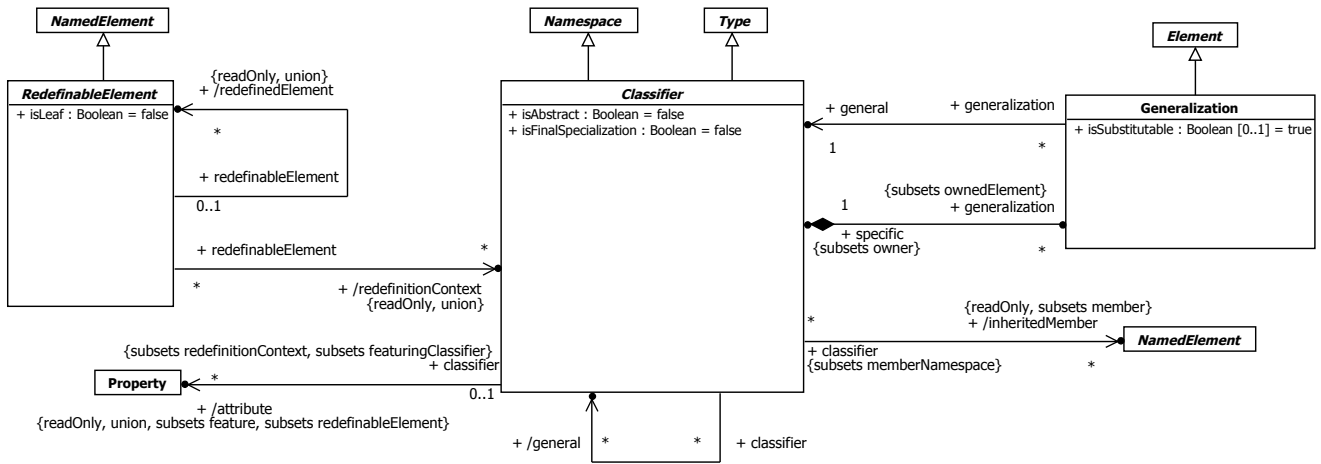 NamedElement
RedefinableElement
+ isLeaf : Boolean = false
{readOnly, union}
+ /redefinedElement
*
+ redefinableElement
0..1
+ redefinableElement
*
*
+ /redefinitionContext
{readOnly, union}
Namespace
Type
Classifier
+ isAbstract : Boolean = false
+ isFinalSpecialization : Boolean = false
Element
Generalization
+ isSubstitutable : Boolean [0..1] = true
+ general
+ generalization
1
*
{subsets ownedElement}
1
+ generalization
+ specific
{subsets owner}
*
{readOnly, subsets member}
+ /inheritedMember
*
+ classifier
{subsets memberNamespace}
*
NamedElement
{subsets redefinitionContext, subsets featuringClassifier}
+ classifier
Property
*
0..1
+ /attribute
{readOnly, union, subsets feature, subsets redefinableElement}
+ /general
*
*
+ classifier